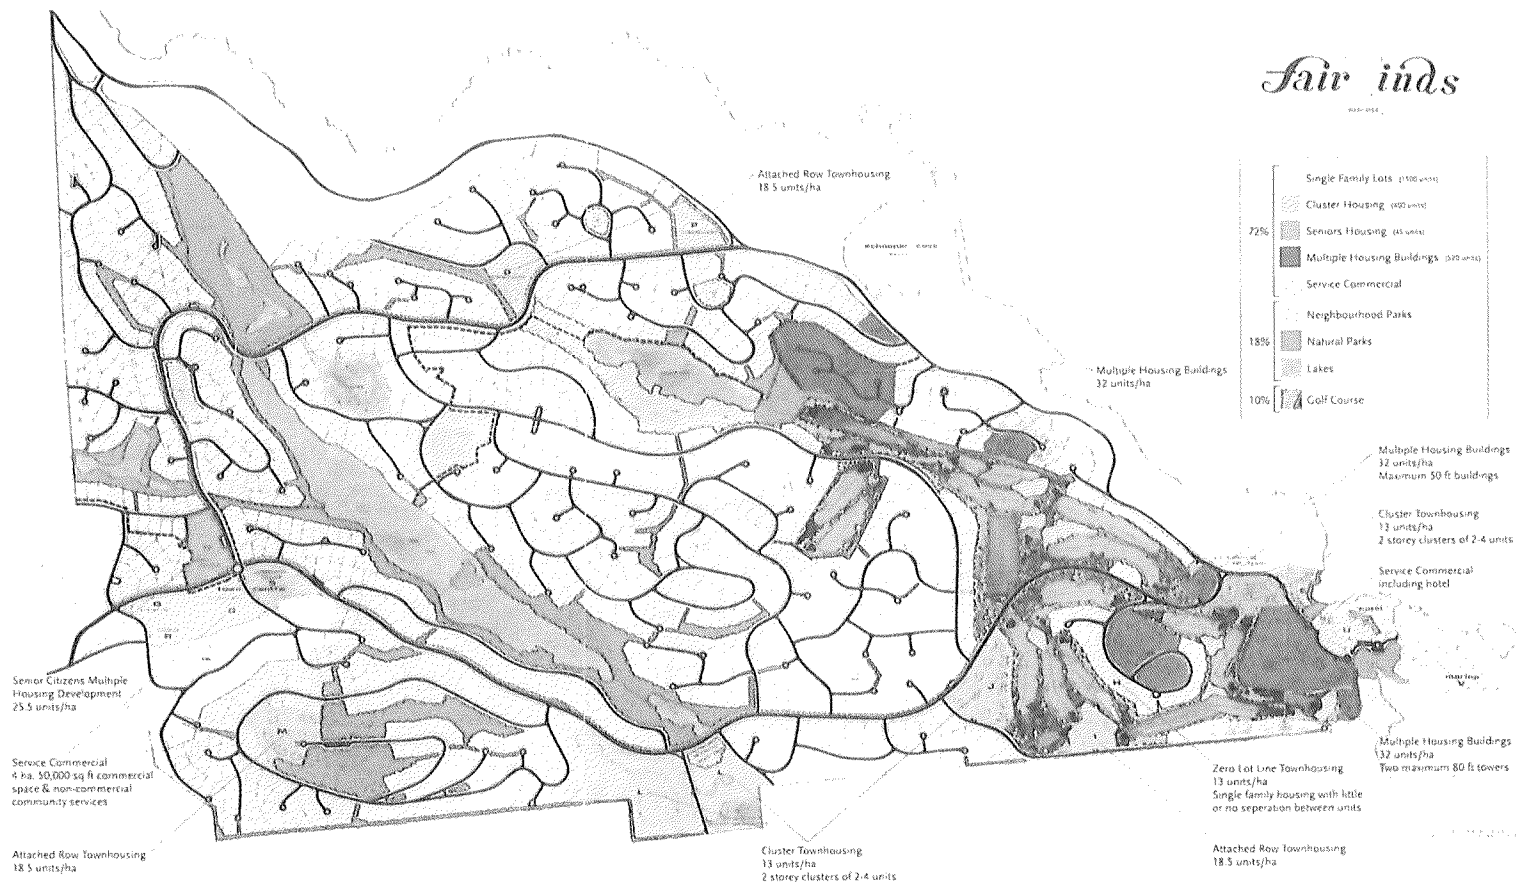 fair inds
Attached Row Townhousing
18.5 units/ha
Single Family Lots
Cluster Housing
72%
Seniors Housing
Multiple Housing Buildings
Service Commercial
Neighbourhood Parks
18%
Natural Parks
Lakes
10%
Golf Course
Multiple Housing Buildings
32 units/ha
Multiple Housing Buildings
32 units/ha
Maximum 50 ft buildings
Cluster Townhousing
13 units/ha
2 storey clusters of 2-4 units
Service Commercial
including hotel
hotel
marina
town centre
P
O
G
J
H
I
L
L
M
Senior Citizens Multiple
Housing Development
25.5 units/ha
Service Commercial
4 ha. 50,000 sq ft commercial
space & non-commercial
community services
Attached Row Townhousing
18.5 units/ha
Cluster Townhousing
13 units/ha
2 storey clusters of 2-4 units
Zero Lot Line Townhousing
13 units/ha
Single family housing with little
or no seperation between units
Multiple Housing Buildings
32 units/ha
Two maximum 80 ft towers
Attached Row Townhousing
18.5 units/ha